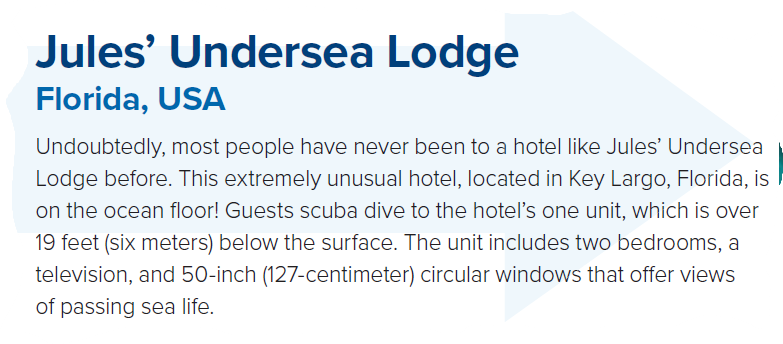 Jules’ Undersea Lodge
Florida, USA
Undoubtedly, most people have never been to a hotel like Jules’ Undersea
Lodge before. This extremely unusual hotel, located in Key Largo, Florida, is
on the ocean floor! Guests scuba dive to the hotel’s one unit, which is over
19 feet (six meters) below the surface. The unit includes two bedrooms, a
television, and 50-inch (127-centimeter) circular windows that offer views
of passing sea life.